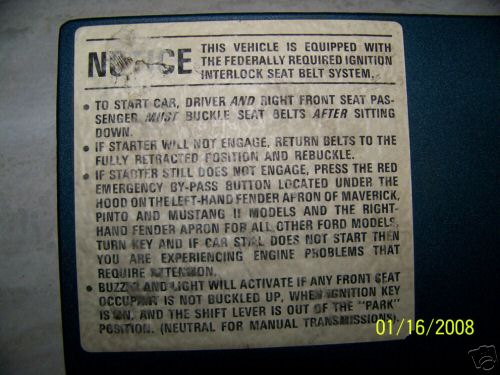 NOTICE
THIS VEHICLE IS EQUIPPED WITH
THE FEDERALLY REQUIRED IGNITION
INTERLOCK SEAT BELT SYSTEM.
• TO START CAR, DRIVER AND RIGHT FRONT SEAT PAS-
SENGER MUST BUCKLE SEAT BELTS AFTER SITTING
DOWN.
• IF STARTER WILL NOT ENGAGE, RETURN BELTS TO THE
FULLY RETRACTED POSITION AND REBUCKLE.
• IF STARTER STILL DOES NOT ENGAGE, PRESS THE RED
EMERGENCY BY-PASS BUTTON LOCATED UNDER THE
HOOD ON THE LEFT-HAND FENDER APRON OF MAVERICK,
PINTO AND MUSTANG II MODELS AND THE RIGHT-
HAND FENDER APRON FOR ALL OTHER FORD MODELS,
TURN KEY AND IF CAR STILL DOES NOT START THEN
YOU ARE EXPERIENCING ENGINE PROBLEMS THAT
REQUIRE ATTENTION.
• BUZZER AND LIGHT WILL ACTIVATE IF ANY FRONT SEAT
OCCUPANT IS NOT BUCKLED UP, WHEN IGNITION KEY
IS ON, AND THE SHIFT LEVER IS OUT OF THE "PARK"
POSITION. (NEUTRAL FOR MANUAL TRANSMISSIONS).
01/16/2008